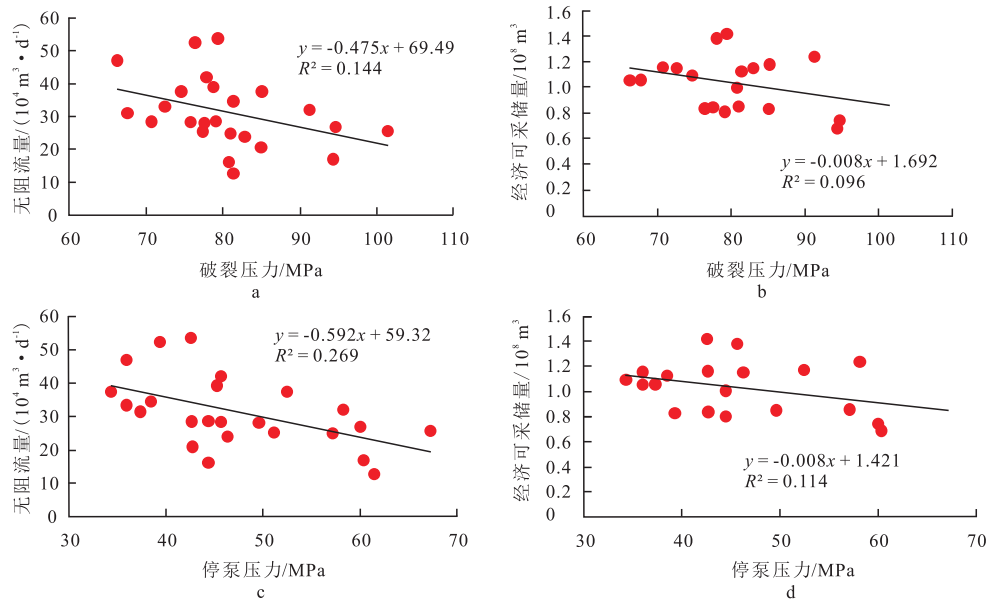 无阻流量/(10⁴ m³·d⁻¹)
60
50
40
30
20
10
0
y = -0.475x + 69.49
R² = 0.144
60 70 80 90 100 110
破裂压力/MPa
a
经济可采储量/10⁸ m³
1.6
1.4
1.2
1.0
0.8
0.6
0.4
0.2
0
y = -0.008x + 1.692
R² = 0.096
60 70 80 90 100 110
破裂压力/MPa
b
无阻流量/(10⁴ m³·d⁻¹)
60
50
40
30
20
10
0
y = -0.592x + 59.32
R² = 0.269
30 40 50 60 70
停泵压力/MPa
c
经济可采储量/10⁸ m³
1.6
1.4
1.2
1.0
0.8
0.6
0.4
0.2
0
y = -0.008x + 1.421
R² = 0.114
30 40 50 60 70
停泵压力/MPa
d